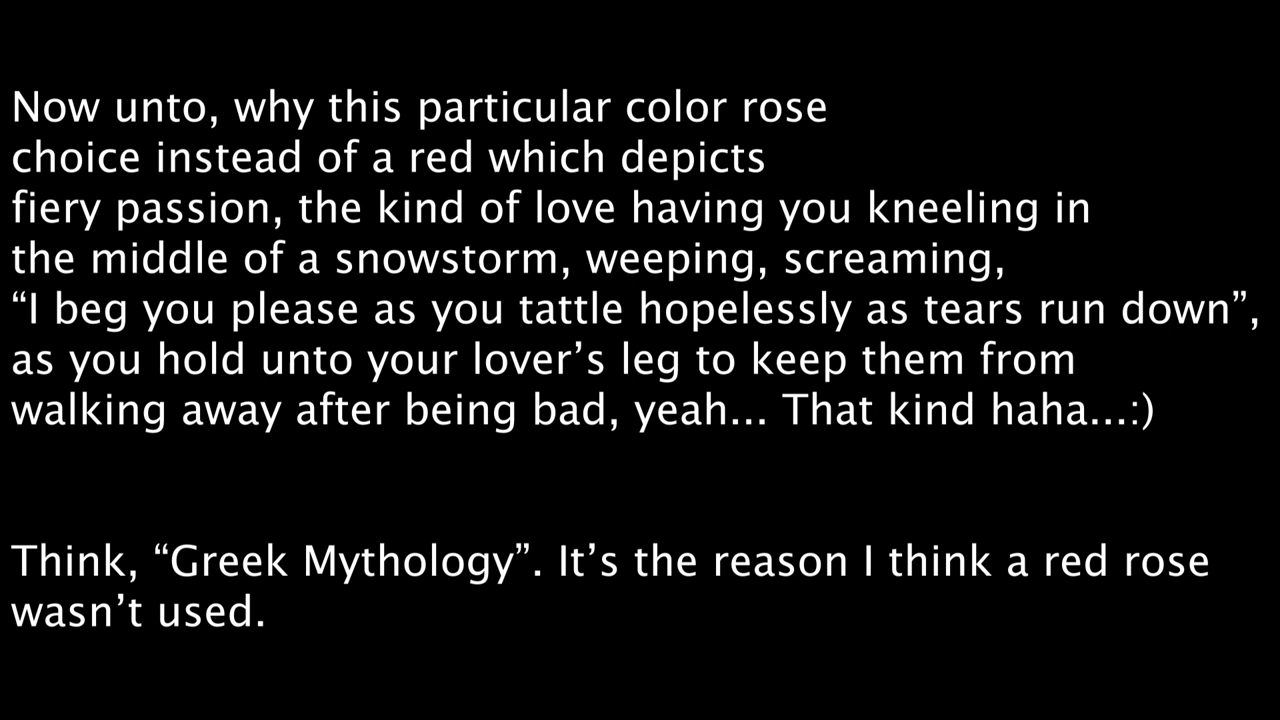 Now unto, why this particular color rose
choice instead of a red which depicts
fiery passion, the kind of love having you kneeling in
the middle of a snowstorm, weeping, screaming,
“I beg you please as you tattle hopelessly as tears run down”,
as you hold unto your lover’s leg to keep them from
walking away after being bad, yeah... That kind haha...:)
Think, “Greek Mythology”. It’s the reason I think a red rose
wasn’t used.